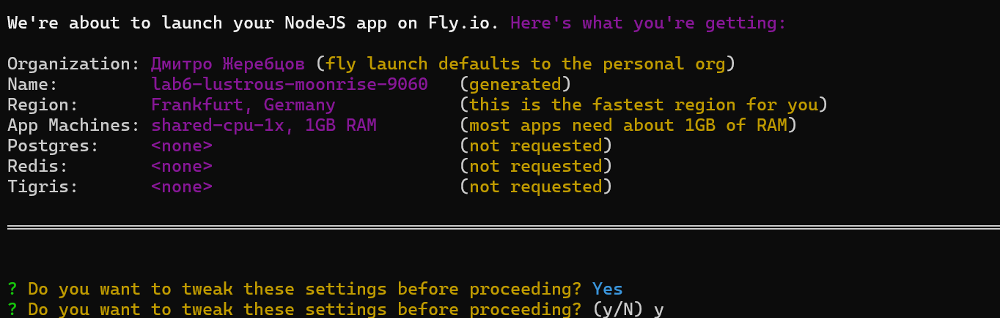 We're about to launch your NodeJS app on Fly.io. Here's what you're getting:
Organization: Дмитро Жеребцов (fly launch defaults to the personal org)
Name: lab6-lustrous-moonrise-9060 (generated)
Region: Frankfurt, Germany (this is the fastest region for you)
App Machines: shared-cpu-1x, 1GB RAM (most apps need about 1GB of RAM)
Postgres: <none> (not requested)
Redis: <none> (not requested)
Tigris: <none> (not requested)
? Do you want to tweak these settings before proceeding? Yes
? Do you want to tweak these settings before proceeding? (y/N) y